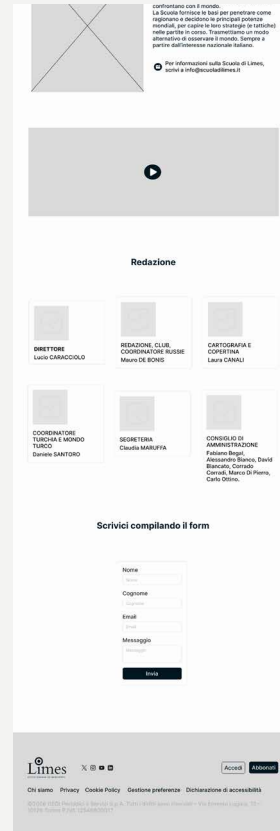 confrontano con il mondo.
La Scuola fornisce le basi per penetrare come
ragionano e decidono le principali potenze
mondiali, per capire le loro strategie (e tattiche)
nelle partite in corso. Trasmettiamo un modo
alternativo di osservare il mondo. Sempre a
partire dall'interesse nazionale italiano.
Per informazioni sulla Scuola di Limes,
scrivi a info@scuoladilimes.it
Redazione
DIRETTORE
Lucio CARACCIOLO
REDAZIONE, CLUB,
COORDINATORE RUSSIE
Mauro DE BONIS
CARTOGRAFIA E
COPERTINA
Laura CANALI
COORDINATORE
TURCHIA E MONDO
TURCO
Daniele SANTORO
SEGRETERIA
Claudia MARUFFA
CONSIGLIO DI
AMMINISTRAZIONE
Fabiano Begal,
Alessandro Bianco, David
Blancato, Corrado
Corradi, Marco Di Pierro,
Carlo Ottino.
Scrivici compilando il form
Nome
Nome
Cognome
Cognome
Email
Email
Messaggio
Messaggio
Invia
Limes
Accedi
Abbonati
Chi siamo Privacy Cookie Policy Gestione preferenze Dichiarazione di accessibilità